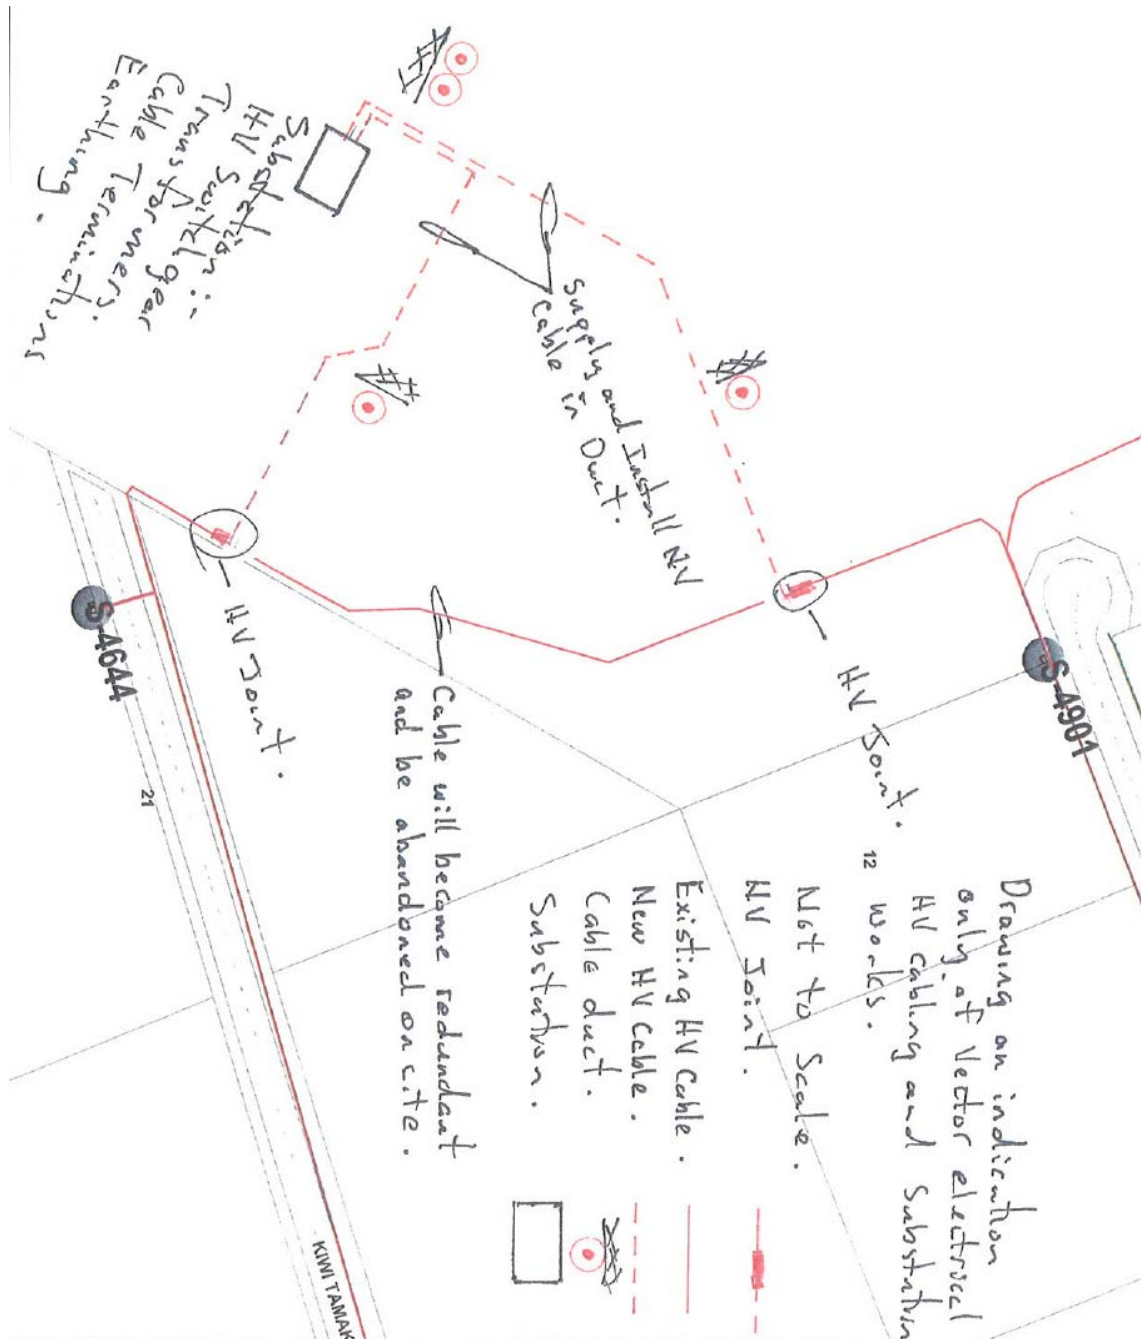 Substation :-
HV Switchgear
Transformers.
Cable Terminations
Earthing.
Supply and Install HV
Cable in Duct.
HV Joint.
HV Joint.
S-4644
S-4901
21
12
Cable will become redundant
and be abandoned on site.
Drawing an indication
only of Vector electrical
HV cabling and Substation
works.
Not to Scale.
HV Joint.
Existing HV Cable.
New HV Cable.
Cable duct.
Substation.
KIWI TAMAK